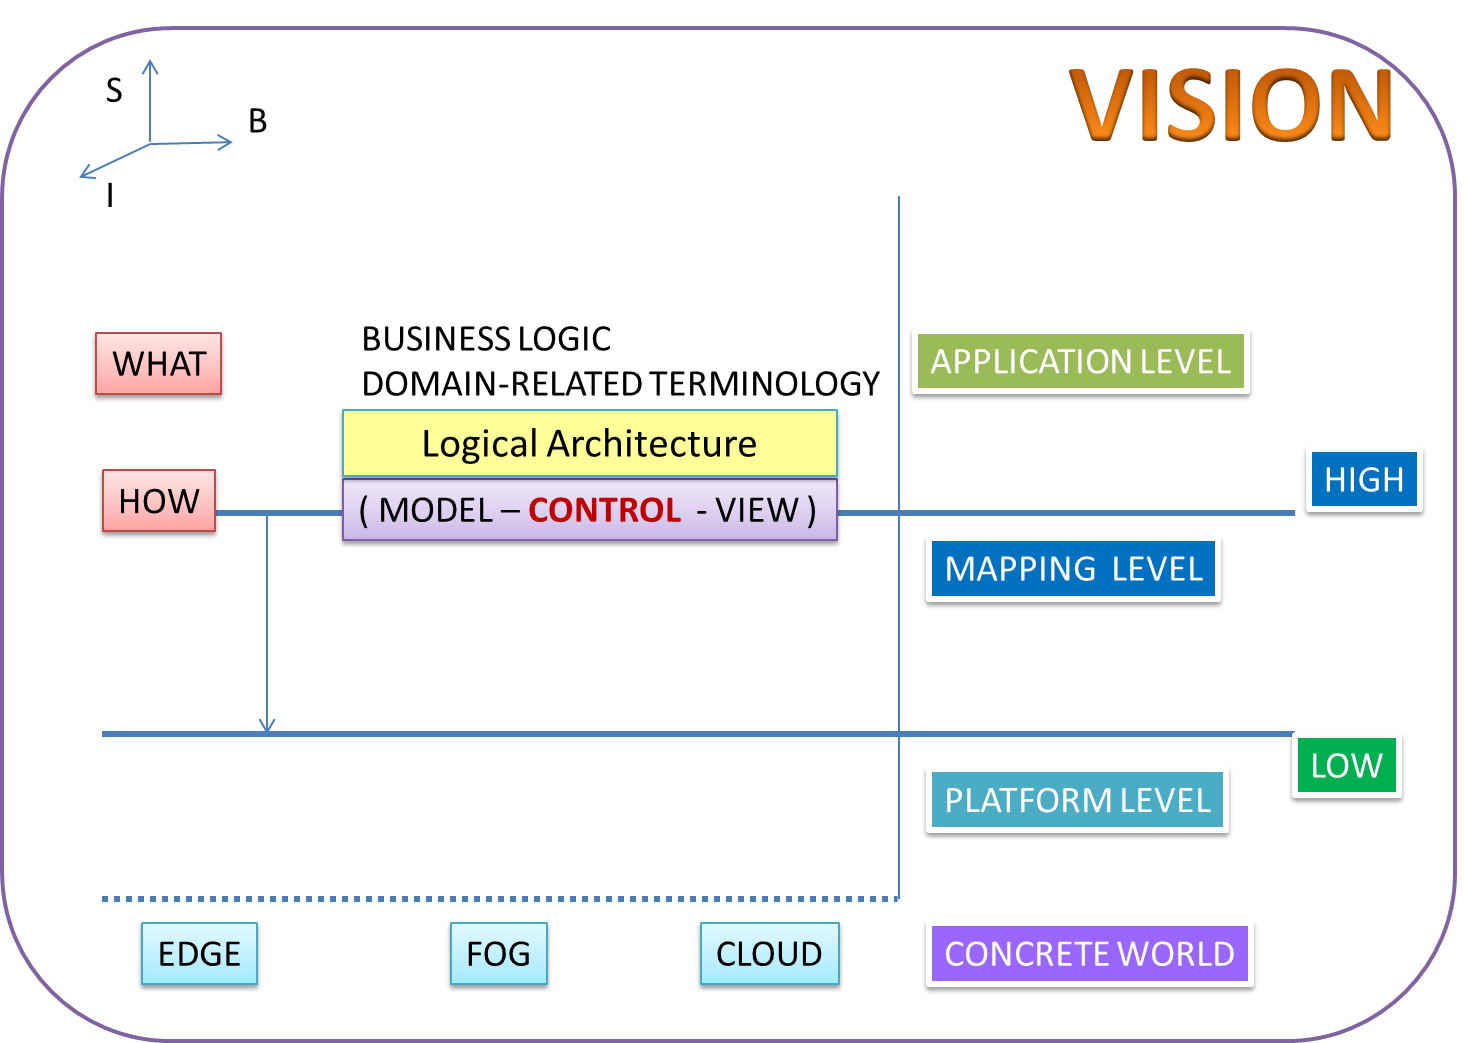 S
B
I
VISION
WHAT
BUSINESS LOGIC
DOMAIN-RELATED TERMINOLOGY
APPLICATION LEVEL
Logical Architecture
HOW
( MODEL – CONTROL - VIEW )
HIGH
MAPPING LEVEL
LOW
PLATFORM LEVEL
EDGE
FOG
CLOUD
CONCRETE WORLD